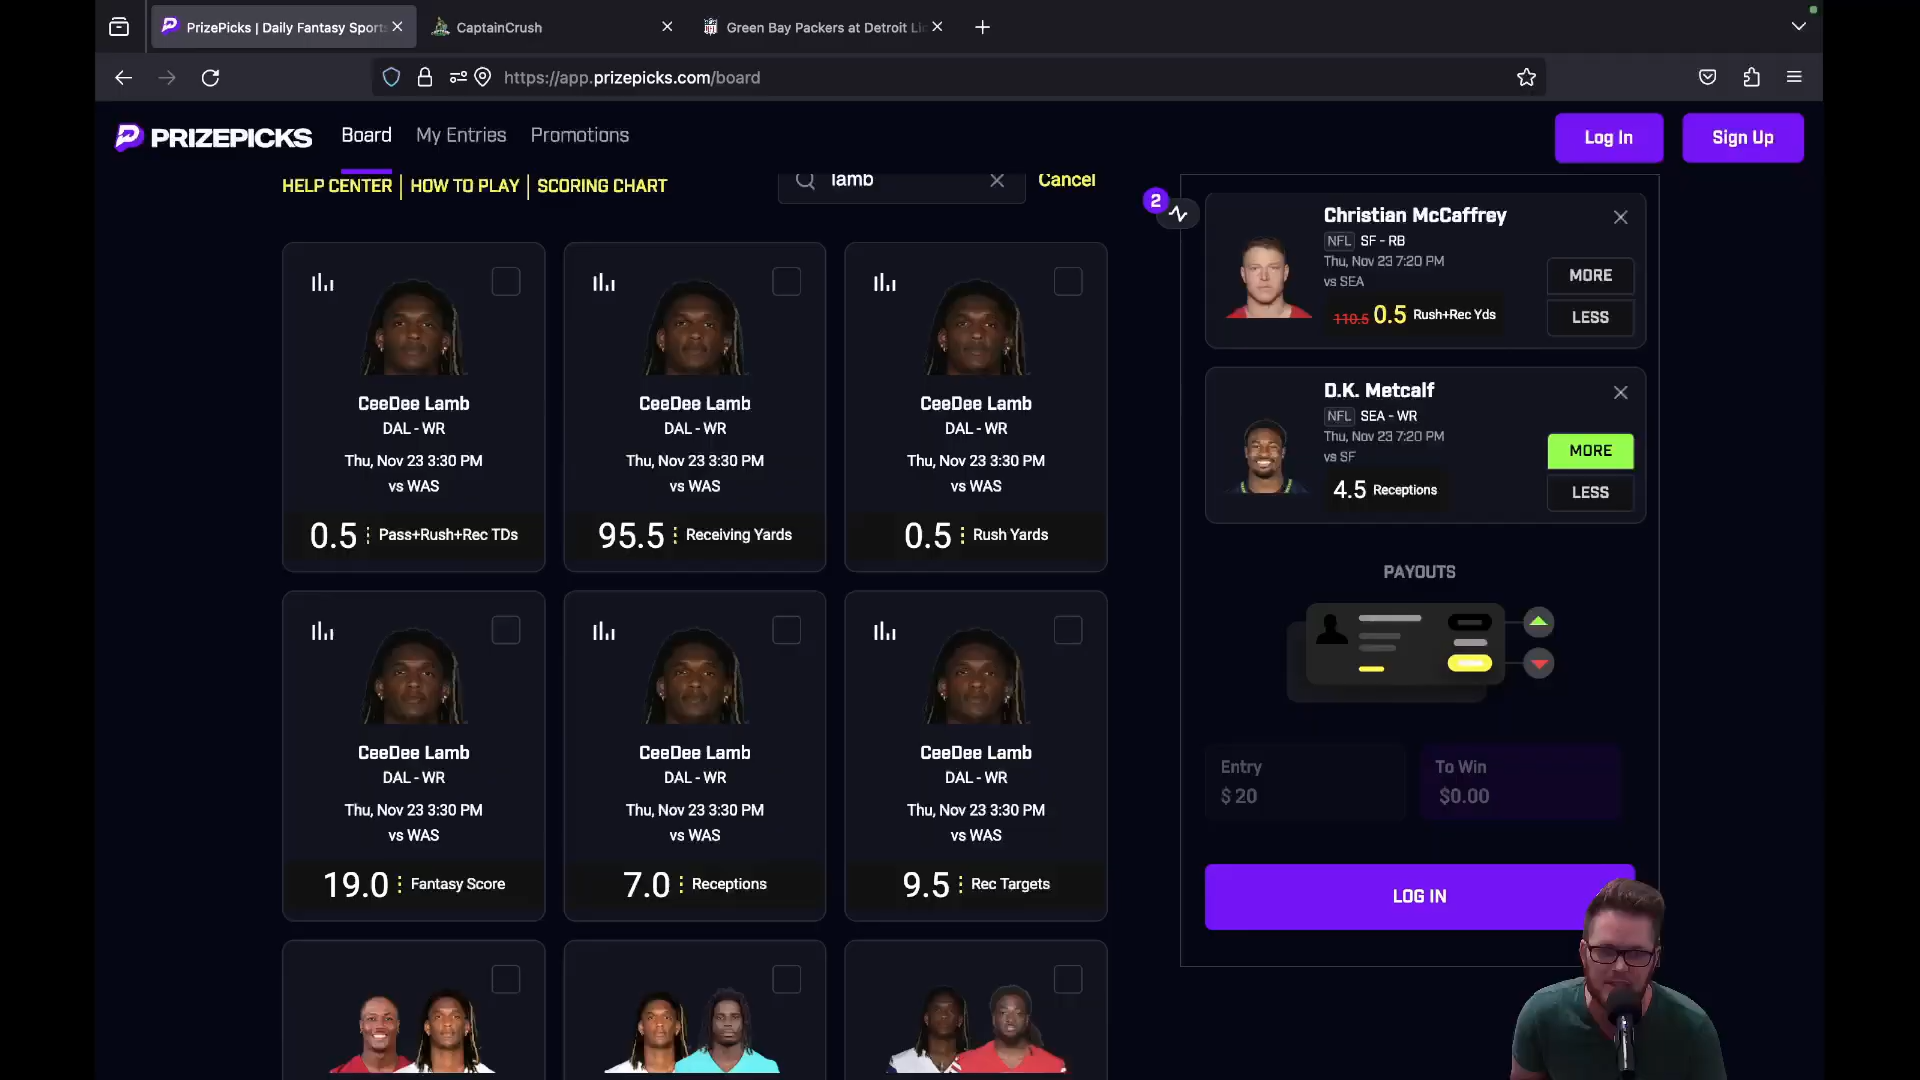 PrizePicks | Daily Fantasy Sports
CaptainCrush
Green Bay Packers at Detroit Li
https://app.prizepicks.com/board
PRIZEPICKS
Board
My Entries
Promotions
Log In
Sign Up
HELP CENTER
HOW TO PLAY
SCORING CHART
lamb
Cancel
CeeDee Lamb
DAL - WR
Thu, Nov 23 3:30 PM
vs WAS
0.5 Pass+Rush+Rec TDs
CeeDee Lamb
DAL - WR
Thu, Nov 23 3:30 PM
vs WAS
95.5 Receiving Yards
CeeDee Lamb
DAL - WR
Thu, Nov 23 3:30 PM
vs WAS
0.5 Rush Yards
CeeDee Lamb
DAL - WR
Thu, Nov 23 3:30 PM
vs WAS
19.0 Fantasy Score
CeeDee Lamb
DAL - WR
Thu, Nov 23 3:30 PM
vs WAS
7.0 Receptions
CeeDee Lamb
DAL - WR
Thu, Nov 23 3:30 PM
vs WAS
9.5 Rec Targets
2
Christian McCaffrey
NFL SF - RB
Thu, Nov 23 7:20 PM
vs SEA
110.5 0.5 Rush+Rec Yds
MORE
LESS
D.K. Metcalf
NFL SEA - WR
Thu, Nov 23 7:20 PM
vs SF
4.5 Receptions
MORE
LESS
PAYOUTS
Entry
$ 20
To Win
$0.00
LOG IN